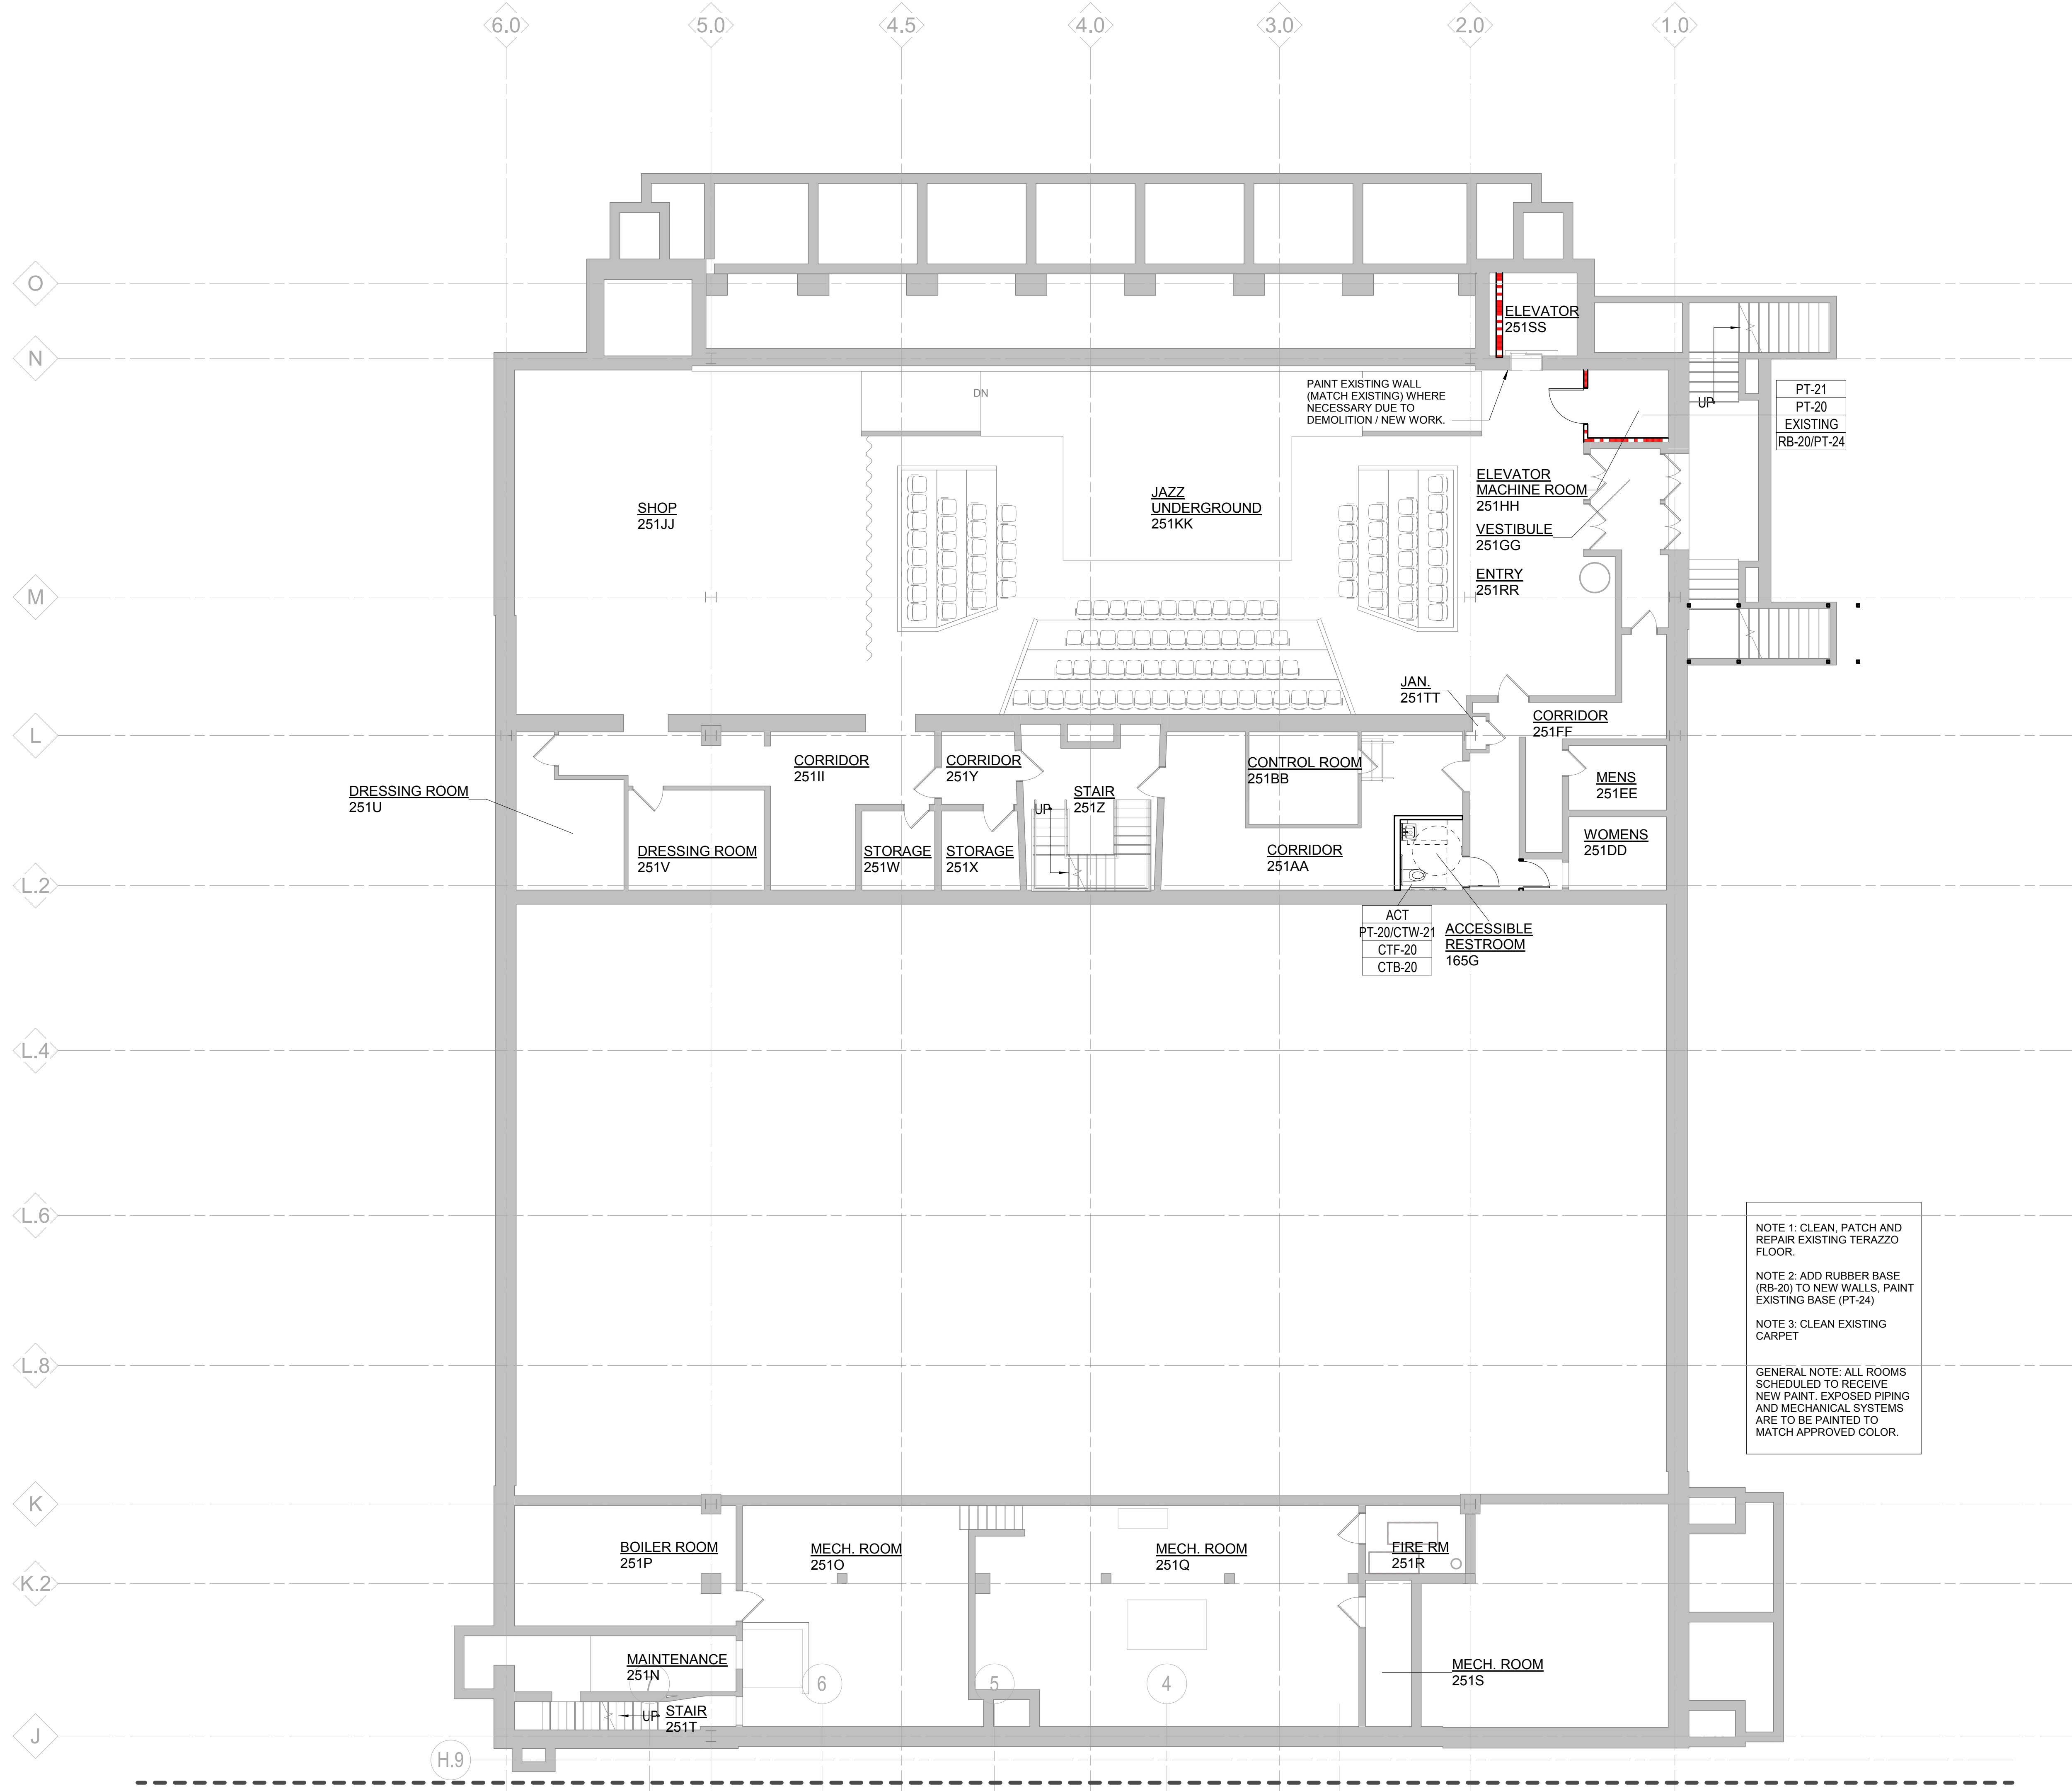 6.0
5.0
4.5
4.0
3.0
2.0
1.0
O
N
M
L
L.2
L.4
L.6
L.8
K
K.2
J
H.9
ELEVATOR
251SS
PAINT EXISTING WALL
(MATCH EXISTING) WHERE
NECESSARY DUE TO
DEMOLITION / NEW WORK.
DN
UP
PT-21
PT-20
EXISTING
RB-20/PT-24
SHOP
251JJ
JAZZ
UNDERGROUND
251KK
ELEVATOR
MACHINE ROOM
251HH
VESTIBULE
251GG
ENTRY
251RR
JAN.
251TT
CORRIDOR
251FF
CORRIDOR
251II
CORRIDOR
251Y
CONTROL ROOM
251BB
MENS
251EE
DRESSING ROOM
251U
STAIR
251Z
UP
WOMENS
251DD
DRESSING ROOM
251V
STORAGE
251W
STORAGE
251X
CORRIDOR
251AA
ACT
PT-20/CTW-21
CTF-20
CTB-20
ACCESSIBLE
RESTROOM
165G
NOTE 1: CLEAN, PATCH AND
REPAIR EXISTING TERAZZO
FLOOR.
NOTE 2: ADD RUBBER BASE
(RB-20) TO NEW WALLS, PAINT
EXISTING BASE (PT-24)
NOTE 3: CLEAN EXISTING
CARPET
GENERAL NOTE: ALL ROOMS
SCHEDULED TO RECEIVE
NEW PAINT. EXPOSED PIPING
AND MECHANICAL SYSTEMS
ARE TO BE PAINTED TO
MATCH APPROVED COLOR.
BOILER ROOM
251P
MECH. ROOM
251O
MECH. ROOM
251Q
FIRE RM
251R
MAINTENANCE
251N
7
6
5
4
MECH. ROOM
251S
UP
STAIR
251T